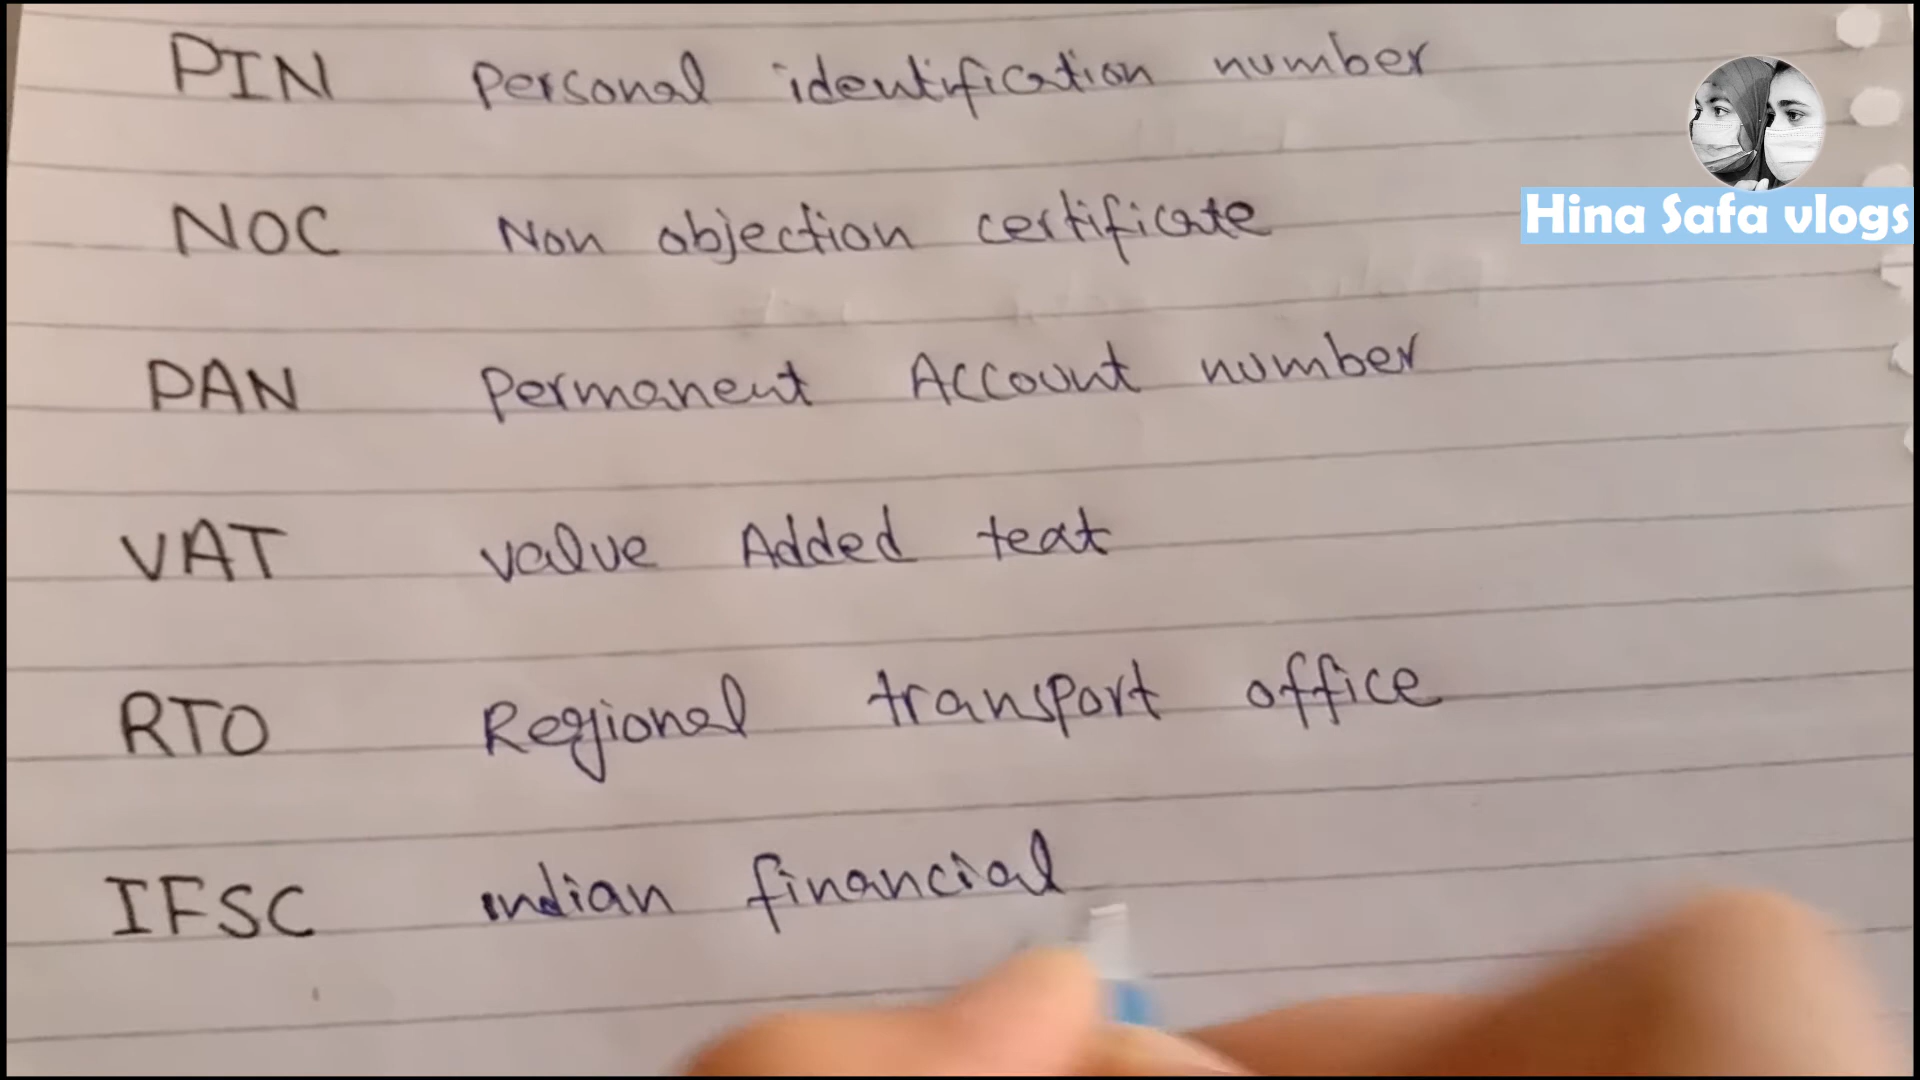 PIN Personal identification number
Hina Safa vlogs
NOC Non objection certificate
PAN Permanent Account number
VAT value Added teat
RTO Regional transport office
IFSC indian financial